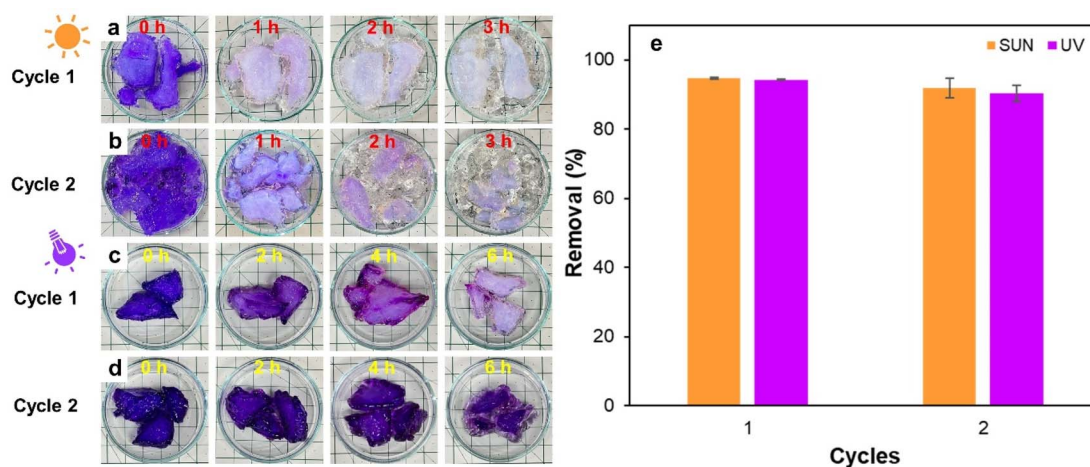 a
0 h
1 h
2 h
3 h
Cycle 1
b
0 h
1 h
2 h
3 h
Cycle 2
c
0 h
2 h
4 h
6 h
Cycle 1
d
0 h
2 h
4 h
6 h
Cycle 2
e
SUN
UV
100
80
60
40
20
0
Removal (%)
1
2
Cycles